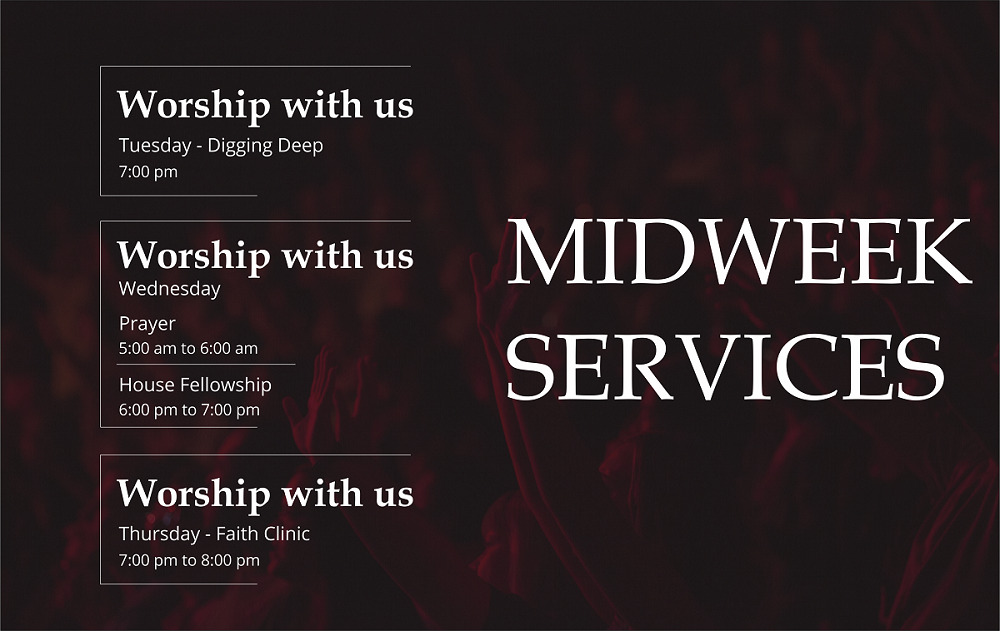 Worship with us
Tuesday - Digging Deep
7:00 pm
Worship with us
Wednesday
Prayer
5:00 am to 6:00 am
House Fellowship
6:00 pm to 7:00 pm
Worship with us
Thursday - Faith Clinic
7:00 pm to 8:00 pm
MIDWEEK
SERVICES